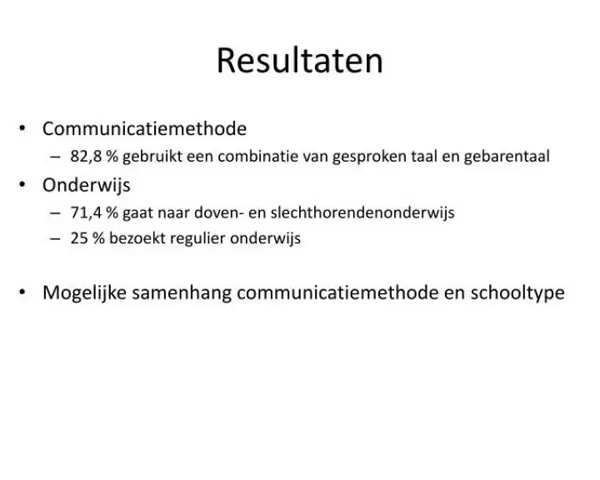 Resultaten
• Communicatiemethode
– 82,8 % gebruikt een combinatie van gesproken taal en gebarentaal
• Onderwijs
– 71,4 % gaat naar doven- en slechthorendenonderwijs
– 25 % bezoekt regulier onderwijs
• Mogelijke samenhang communicatiemethode en schooltype